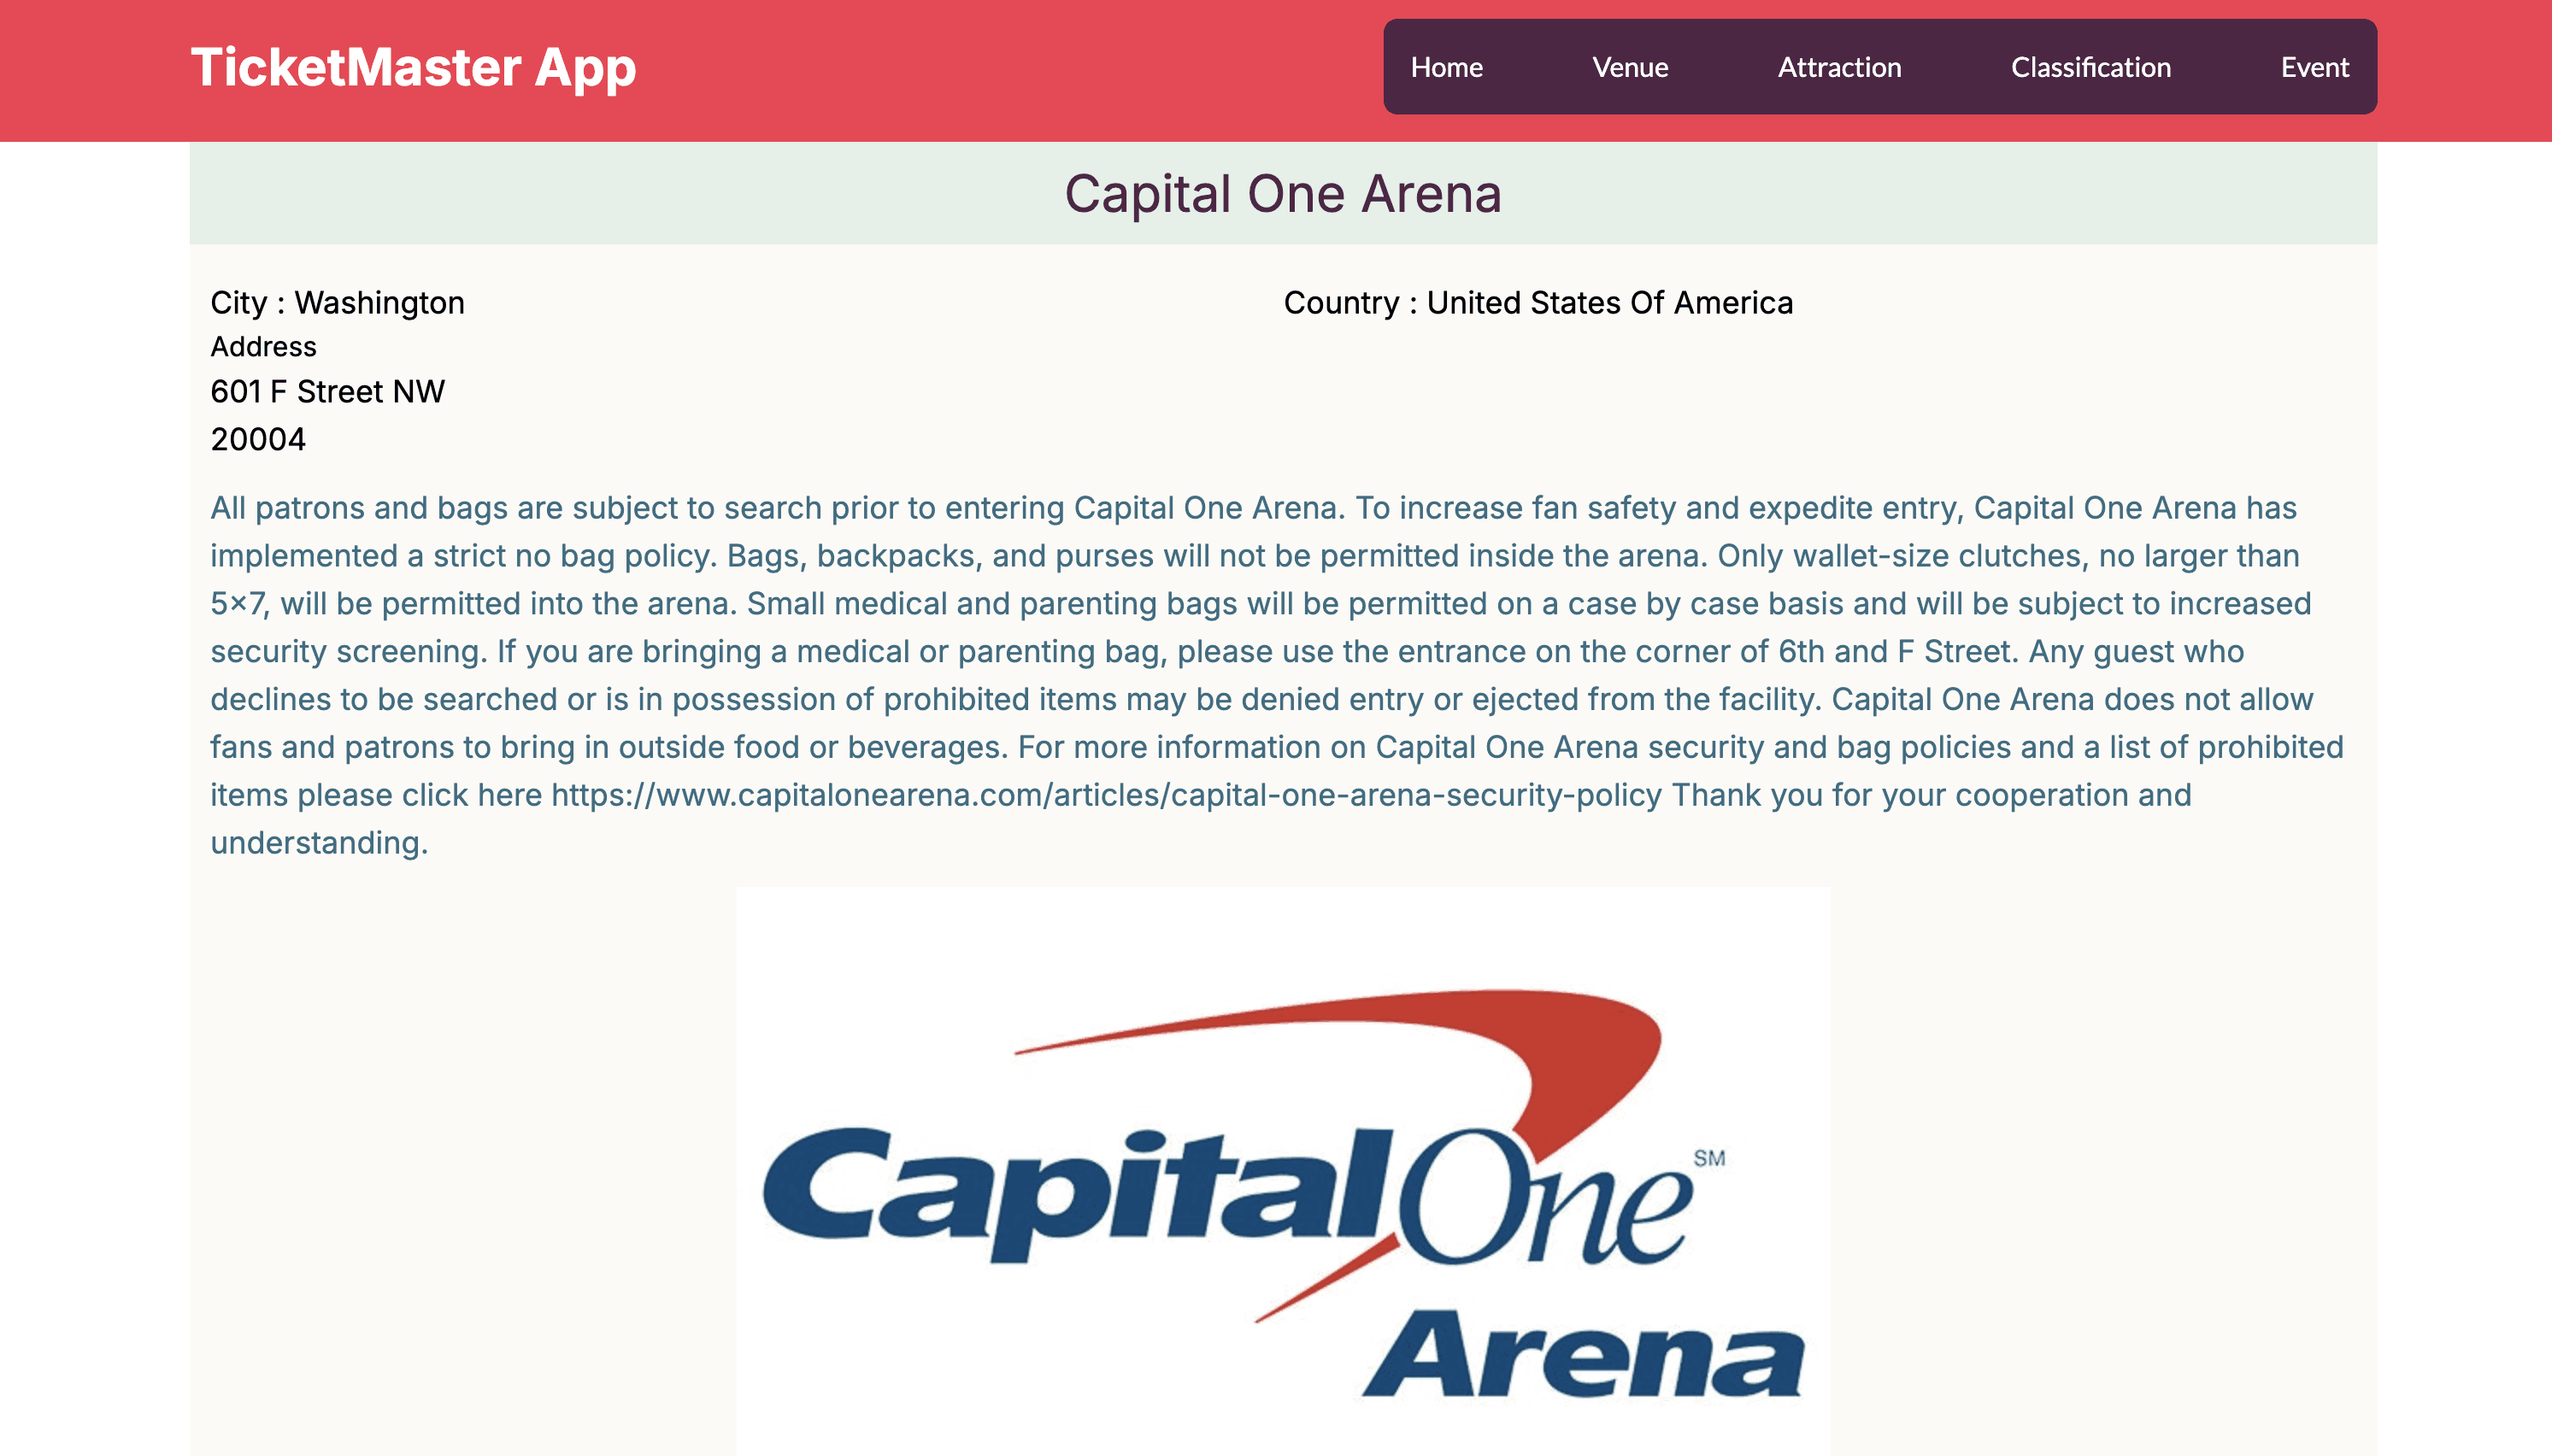 TicketMaster App
Home Venue Attraction Classification Event
Capital One Arena
City : Washington Country : United States Of America
Address
601 F Street NW
20004
All patrons and bags are subject to search prior to entering Capital One Arena. To increase fan safety and expedite entry, Capital One Arena has
implemented a strict no bag policy. Bags, backpacks, and purses will not be permitted inside the arena. Only wallet-size clutches, no larger than
5×7, will be permitted into the arena. Small medical and parenting bags will be permitted on a case by case basis and will be subject to increased
security screening. If you are bringing a medical or parenting bag, please use the entrance on the corner of 6th and F Street. Any guest who
declines to be searched or is in possession of prohibited items may be denied entry or ejected from the facility. Capital One Arena does not allow
fans and patrons to bring in outside food or beverages. For more information on Capital One Arena security and bag policies and a list of prohibited
items please click here https://www.capitalonearena.com/articles/capital-one-arena-security-policy Thank you for your cooperation and
understanding.
CapitalOne SM
Arena